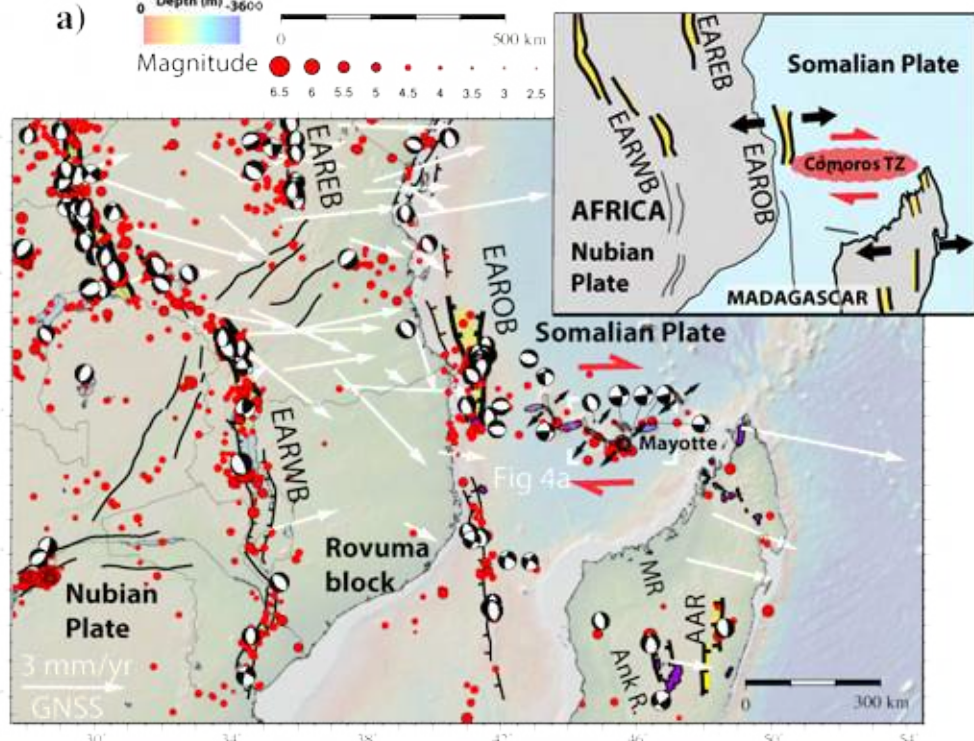 a)
0 Depth (m) -3600
0 500 km
Magnitude
6.5 6 5.5 5 4.5 4 3.5 3 2.5
EAREB
Somalian Plate
EARWB
EAROB
Cómoros TZ
AFRICA
Nubian
Plate
MADAGASCAR
EAREB
EAROB
Somalian Plate
EARWB
Mayotte
Fig 4a
Rovuma
block
Nubian
Plate
MR
AAR
Ank R.
3 mm/yr
GNSS
0 300 km
30° 34° 38° 42° 46° 50° 54°